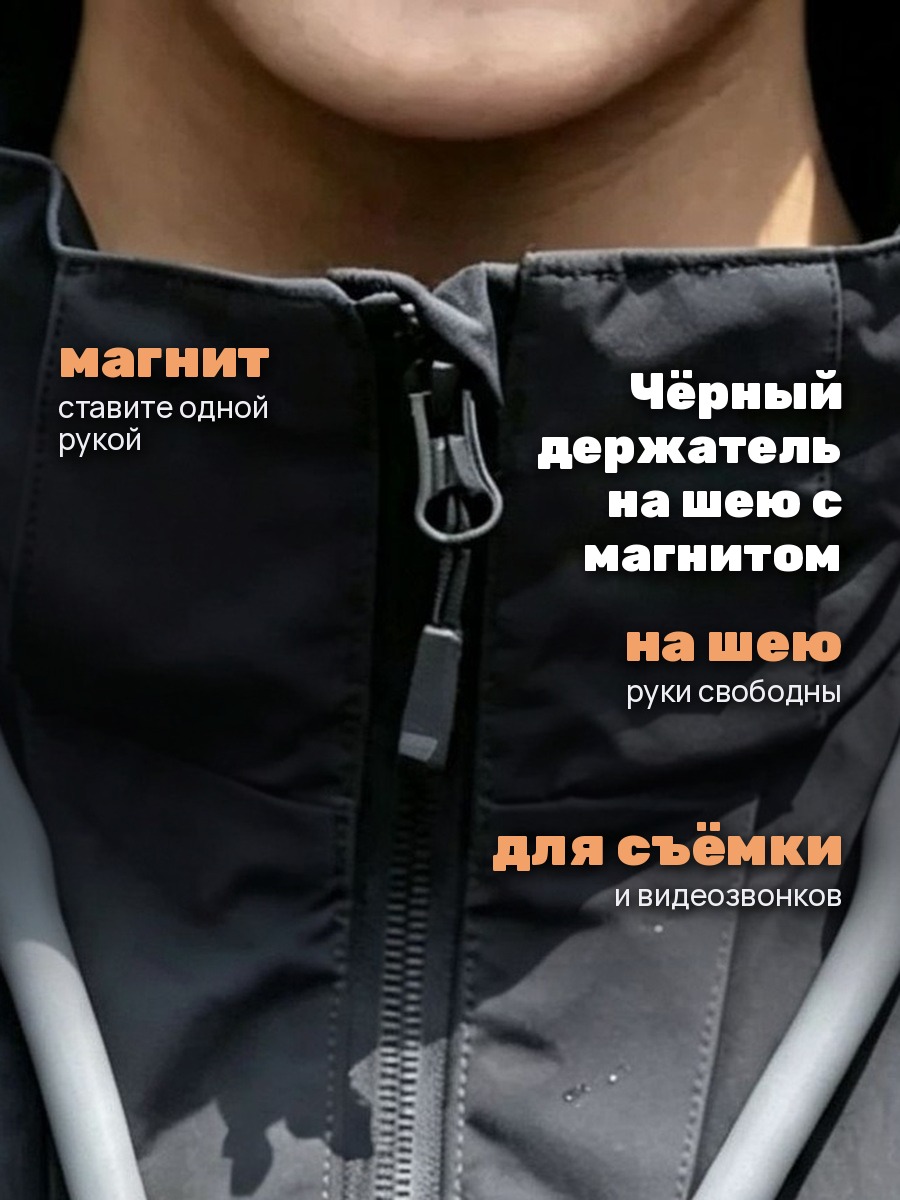 магнит
ставите одной
рукой
Чёрный
держатель
на шею с
магнитом
на шею
руки свободны
для съёмки
и видеозвонков